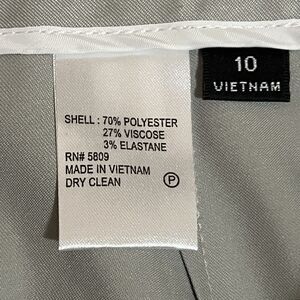 10
VIETNAM
SHELL : 70% POLYESTER
27% VISCOSE
3% ELASTANE
RN# 5809
MADE IN VIETNAM
DRY CLEAN Ⓟ